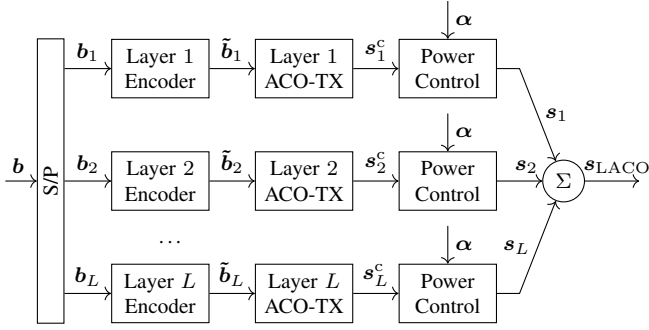 α
b₁ Layer 1 Encoder b̃₁ Layer 1 ACO-TX s₁ᶜ Power Control s₁
α
b S/P b₂ Layer 2 Encoder b̃₂ Layer 2 ACO-TX s₂ᶜ Power Control s₂ Σ s_LACO
...
α
b_L Layer L Encoder b̃_L Layer L ACO-TX s_Lᶜ Power Control s_L